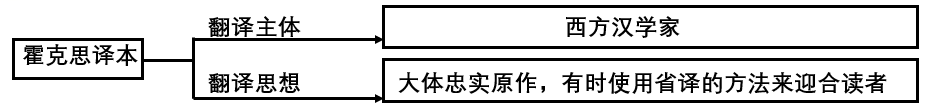 翻译主体
西方汉学家
霍克思译本
翻译思想
大体忠实原作，有时使用省译的方法来迎合读者